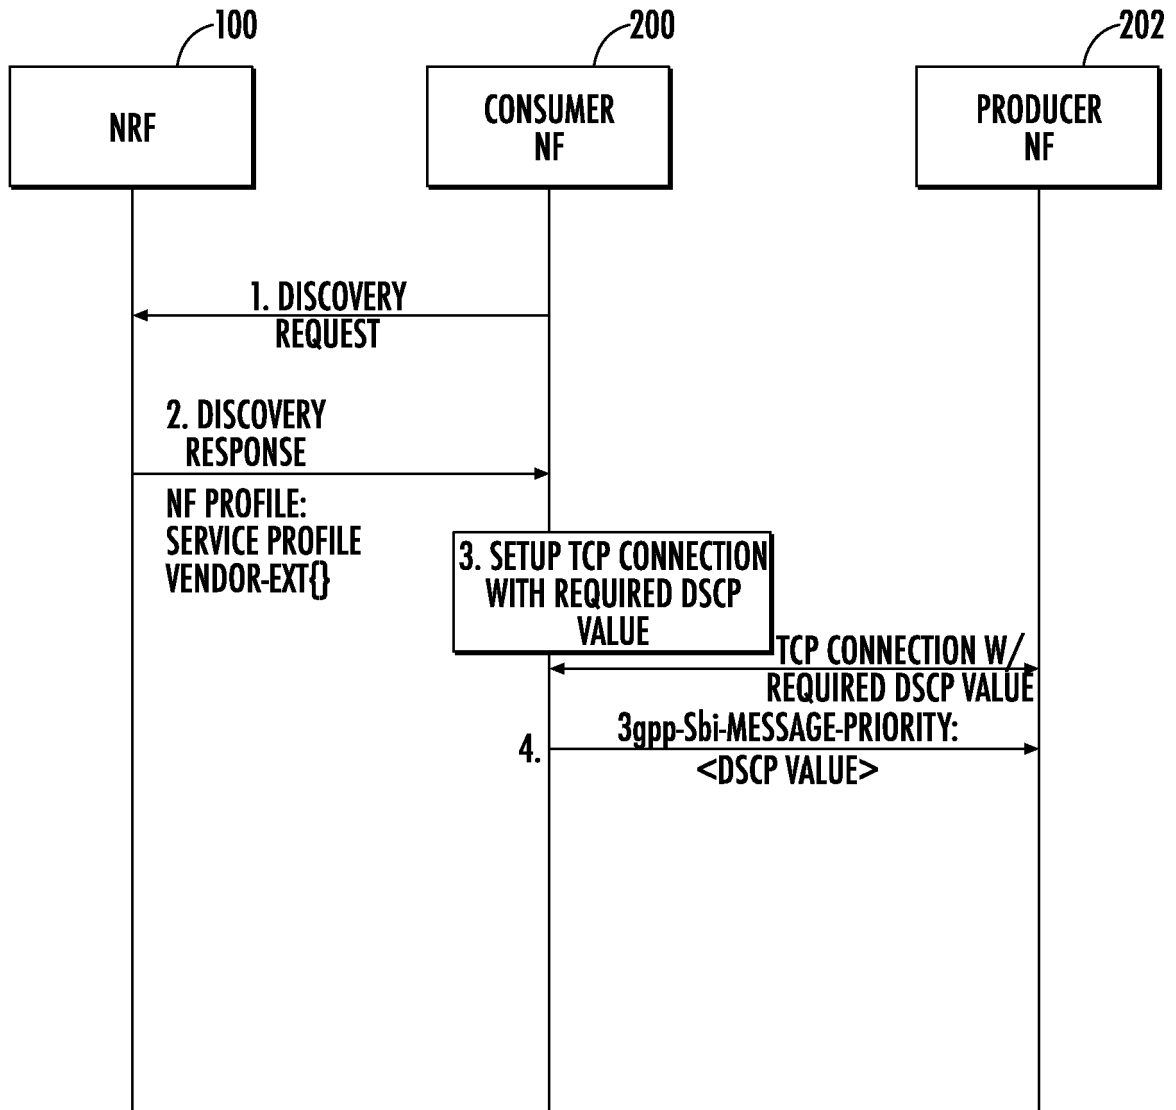 100
200
202
NRF
CONSUMER
NF
PRODUCER
NF
1. DISCOVERY
REQUEST
2. DISCOVERY
RESPONSE
NF PROFILE:
SERVICE PROFILE
VENDOR-EXT{}
3. SETUP TCP CONNECTION
WITH REQUIRED DSCP
VALUE
TCP CONNECTION W/
REQUIRED DSCP VALUE
4.
3gpp-Sbi-MESSAGE-PRIORITY:
<DSCP VALUE>